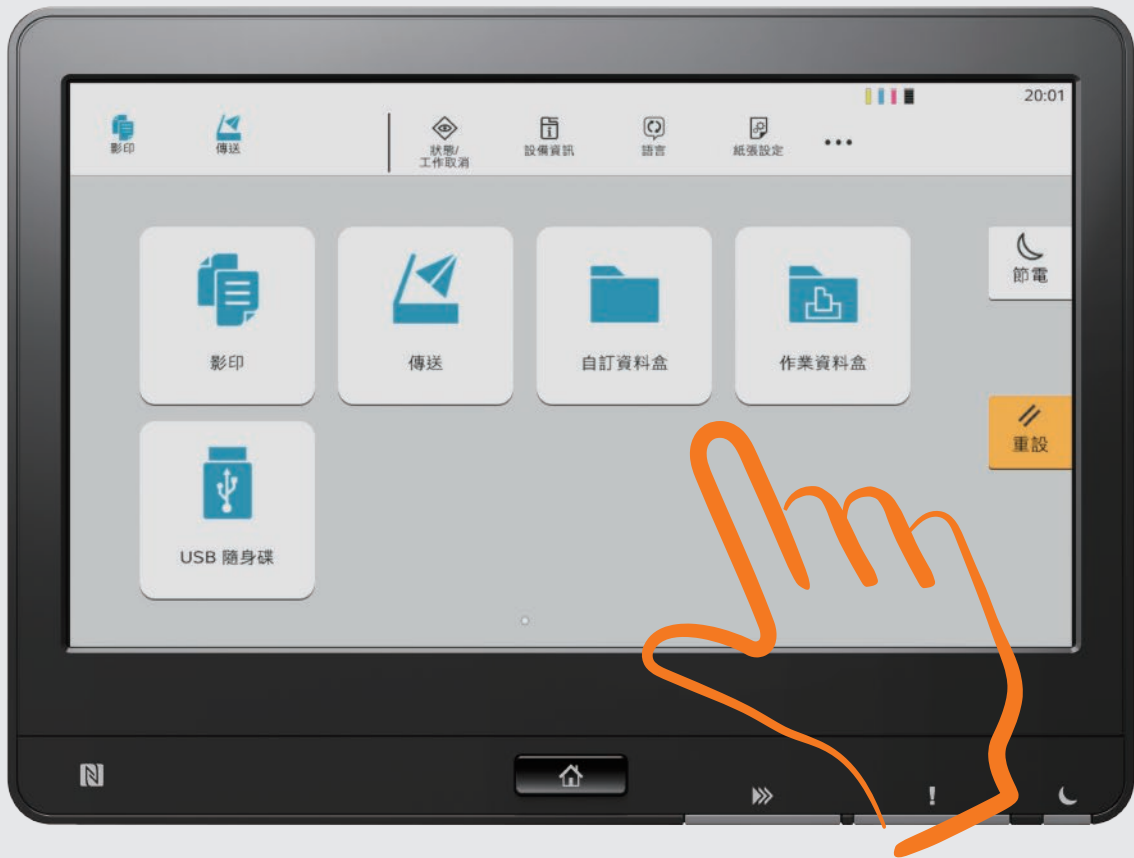 20:01
影印
傳送
狀態/
工作取消
設備資訊
語言
紙張設定
影印
傳送
自訂資料盒
作業資料盒
節電
重設
USB 隨身碟